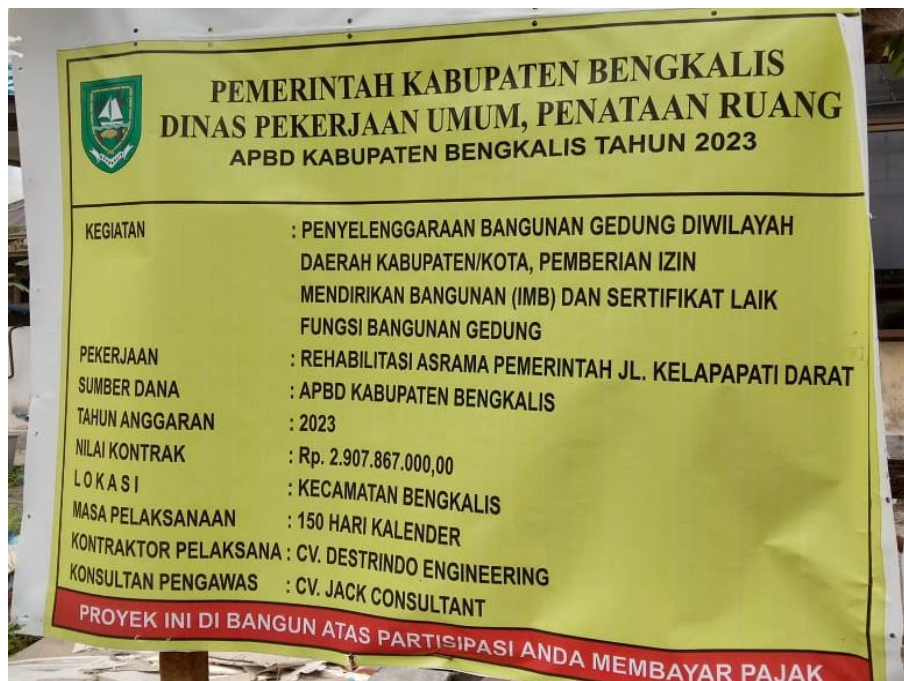 PEMERINTAH KABUPATEN BENGKALIS
DINAS PEKERJAAN UMUM, PENATAAN RUANG
APBD KABUPATEN BENGKALIS TAHUN 2023
BENGKALIS
KEGIATAN : PENYELENGGARAAN BANGUNAN GEDUNG DIWILAYAH
DAERAH KABUPATEN/KOTA, PEMBERIAN IZIN
MENDIRIKAN BANGUNAN (IMB) DAN SERTIFIKAT LAIK
FUNGSI BANGUNAN GEDUNG
PEKERJAAN : REHABILITASI ASRAMA PEMERINTAH JL. KELAPAPATI DARAT
SUMBER DANA : APBD KABUPATEN BENGKALIS
TAHUN ANGGARAN : 2023
NILAI KONTRAK : Rp. 2.907.867.000,00
L O K A S I : KECAMATAN BENGKALIS
MASA PELAKSANAAN : 150 HARI KALENDER
KONTRAKTOR PELAKSANA : CV. DESTRINDO ENGINEERING
KONSULTAN PENGAWAS : CV. JACK CONSULTANT
PROYEK INI DI BANGUN ATAS PARTISIPASI ANDA MEMBAYAR PAJAK